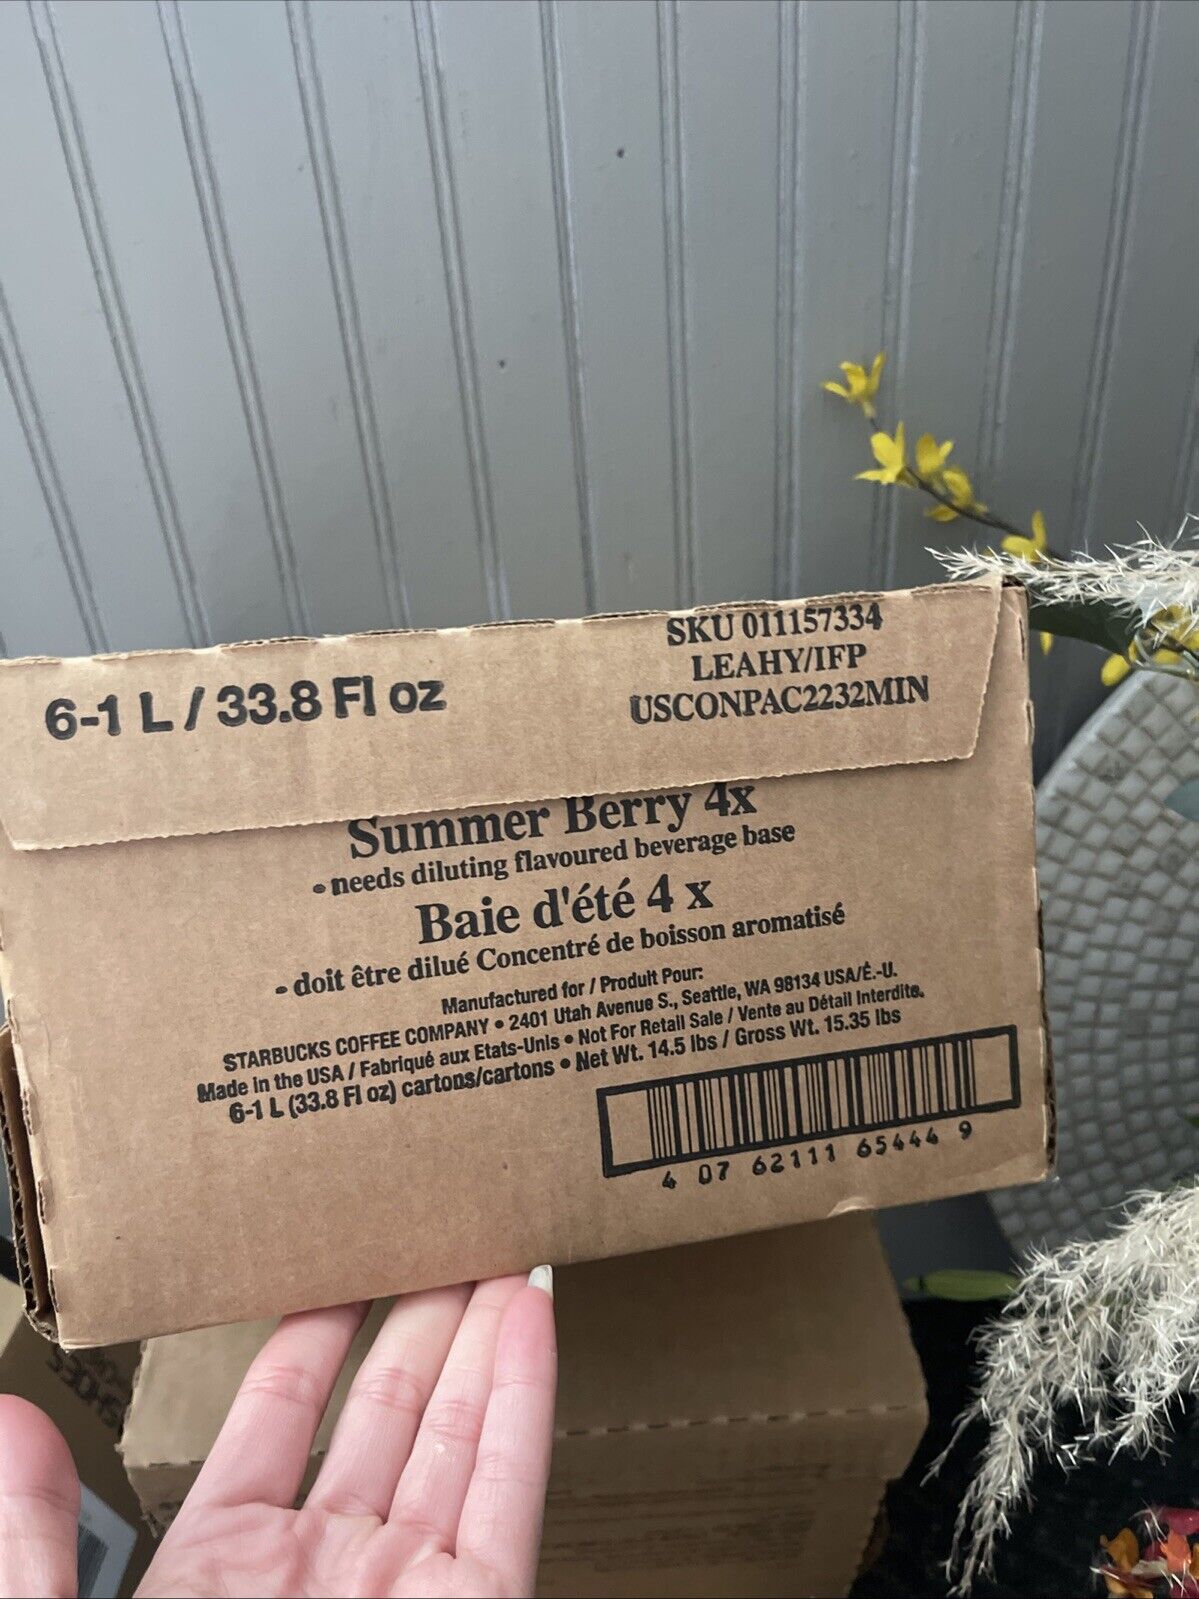 6-1 L / 33.8 Fl oz
SKU 011157334
LEAHY/IFP
USCONPAC2232MIN
Summer Berry 4x
• needs diluting flavoured beverage base
Baie d'été 4 x
- doit être dilué Concentré de boisson aromatisé
Manufactured for / Produit Pour:
STARBUCKS COFFEE COMPANY • 2401 Utah Avenue S., Seattle, WA 98134 USA/É.-U.
Made in the USA / Fabriqué aux Etats-Unis • Not For Retail Sale / Vente au Détail Interdite.
6-1 L (33.8 Fl oz) cartons/cartons • Net Wt. 14.5 lbs / Gross Wt. 15.35 lbs
4 07 62111 65444 9